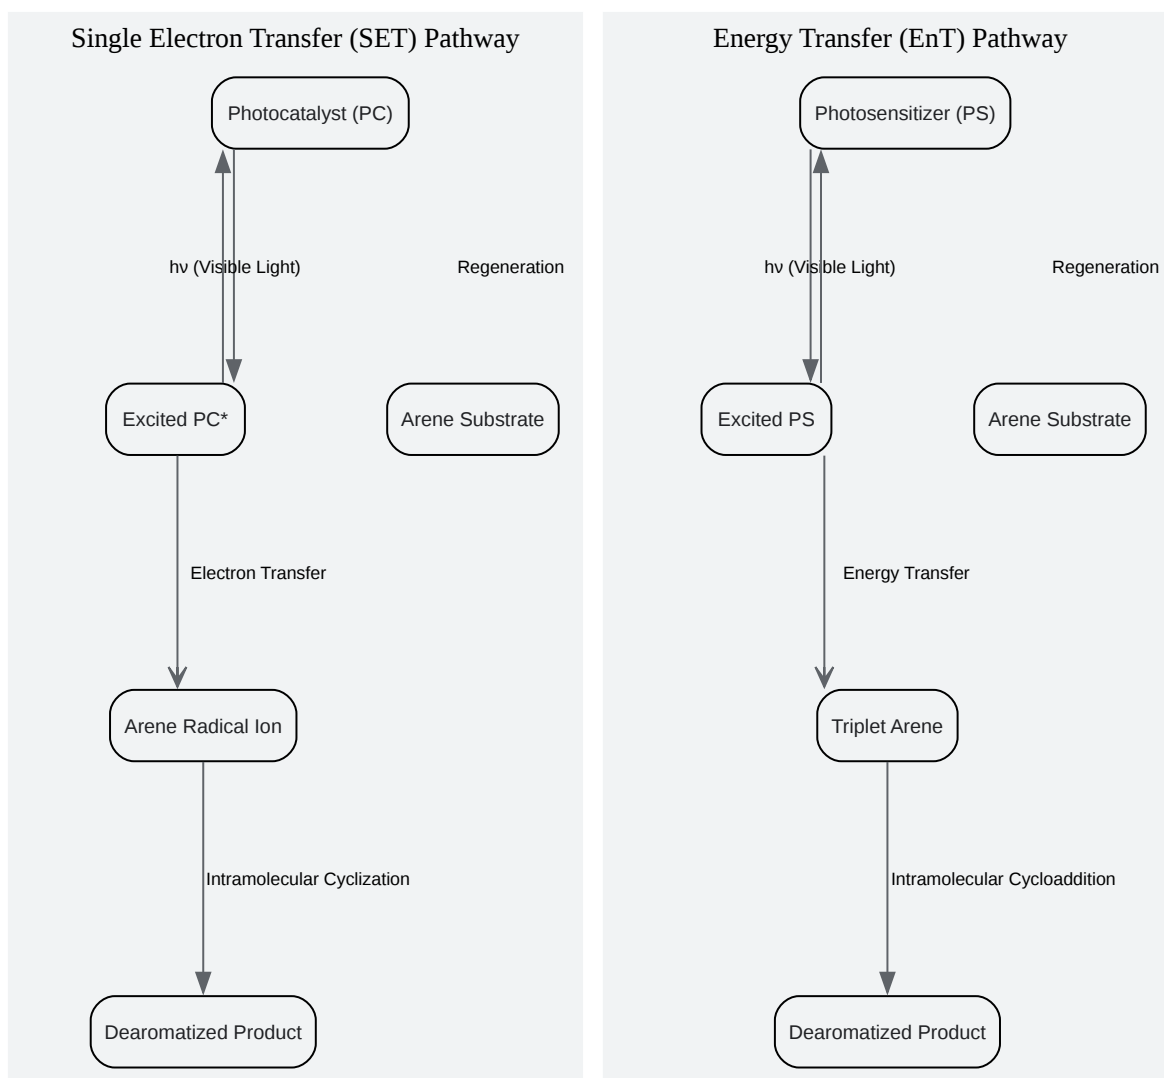 Single Electron Transfer (SET) Pathway
Photocatalyst (PC)
hν (Visible Light)
Regeneration
Excited PC*
Arene Substrate
Electron Transfer
Arene Radical Ion
Intramolecular Cyclization
Dearomatized Product
Energy Transfer (EnT) Pathway
Photosensitizer (PS)
hν (Visible Light)
Regeneration
Excited PS
Arene Substrate
Energy Transfer
Triplet Arene
Intramolecular Cycloaddition
Dearomatized Product